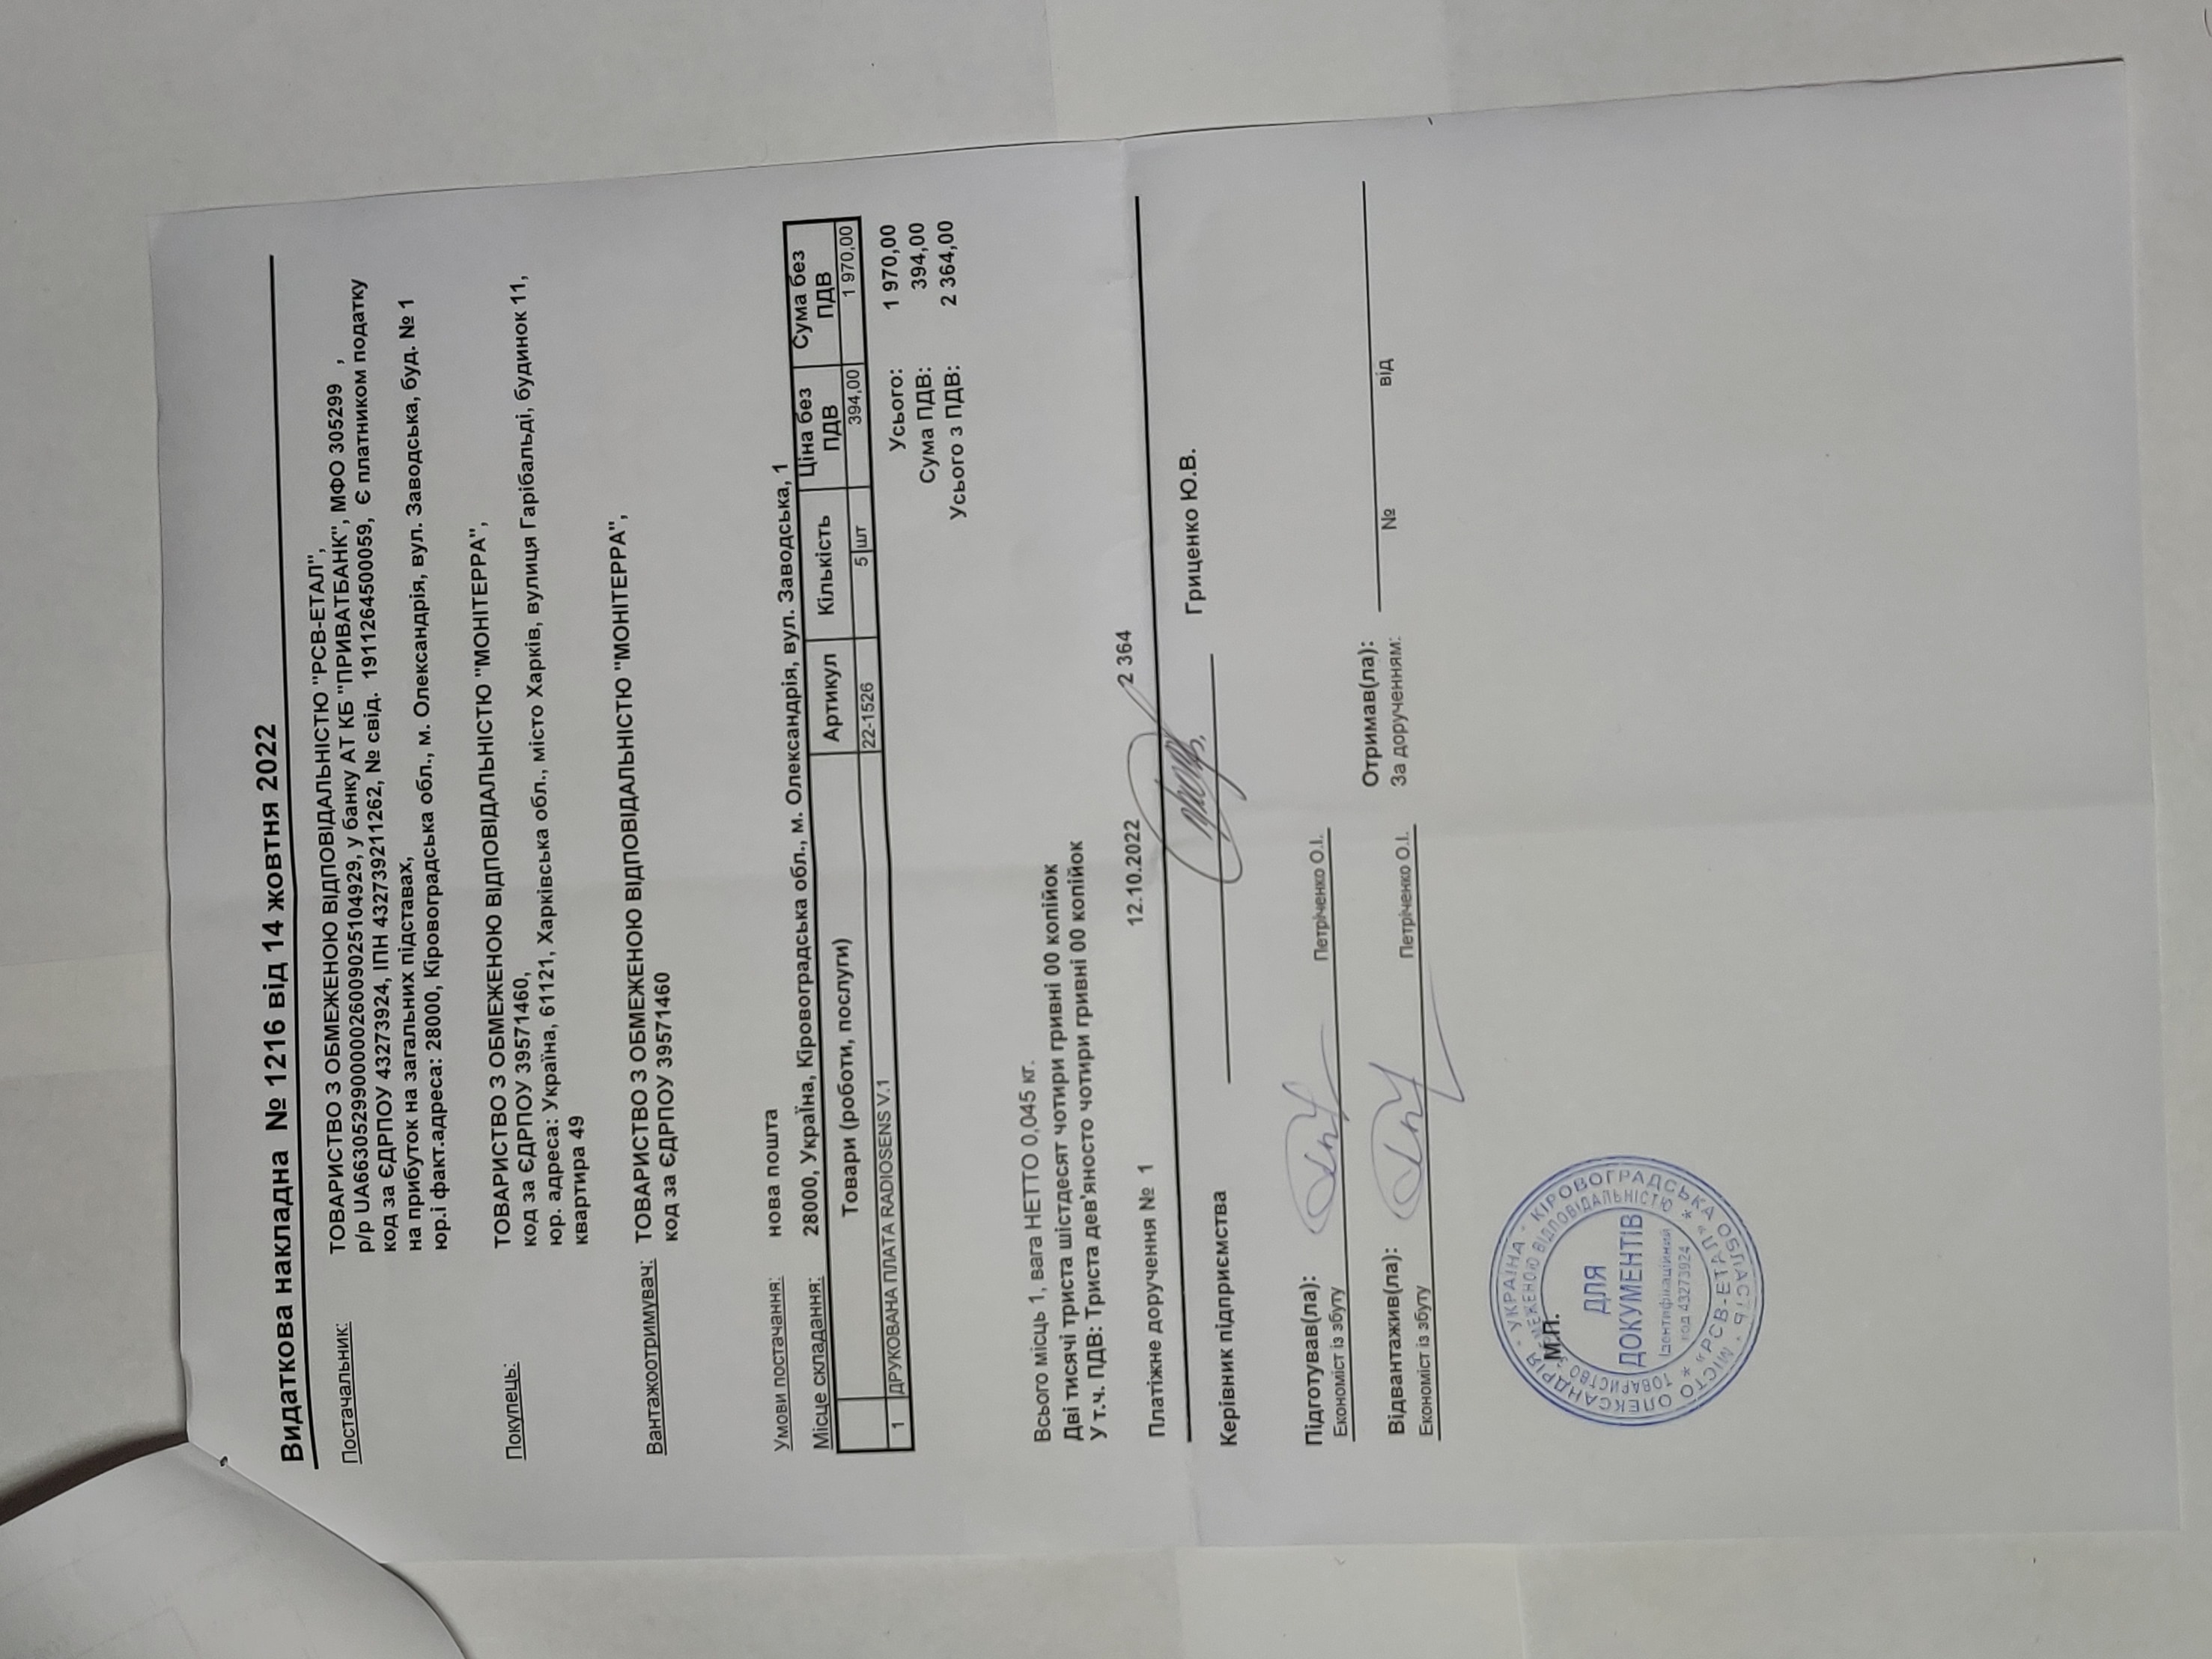 Видаткова накладна № 1216 від 14 жовтня 2022
Постачальник: ТОВАРИСТВО З ОБМЕЖЕНОЮ ВІДПОВІДАЛЬНІСТЮ "РСВ-ЕТАЛ",
р/р UA663052990000026009025104929, у банку АТ КБ "ПРИВАТБАНК", МФО 305299 ,
код за ЄДРПОУ 43273924, ІПН 432739211262, № свід. 1911264500059, Є платником податку
на прибуток на загальних підставах,
юр.і факт.адреса: 28000, Кіровоградська обл., м. Олександрія, вул. Заводська, буд. № 1
Покупець: ТОВАРИСТВО З ОБМЕЖЕНОЮ ВІДПОВІДАЛЬНІСТЮ "МОНІТЕРРА",
код за ЄДРПОУ 39571460,
юр. адреса: Україна, 61121, Харківська обл., місто Харків, вулиця Гарібальді, будинок 11,
квартира 49
Вантажоотримувач: ТОВАРИСТВО З ОБМЕЖЕНОЮ ВІДПОВІДАЛЬНІСТЮ "МОНІТЕРРА",
код за ЄДРПОУ 39571460
Умови постачання: нова пошта
Місце складання: 28000, Україна, Кіровоградська обл., м. Олександрія, вул. Заводська, 1
Товари (роботи, послуги) Артикул Кількість Ціна без ПДВ Сума без ПДВ
1 ДРУКОВАНА ПЛАТА RADIOSENS V.1 22-1526 5 шт 394,00 1 970,00
Усього: 1 970,00
Сума ПДВ: 394,00
Усього з ПДВ: 2 364,00
Всього місць 1, вага НЕТТО 0,045 кг.
Дві тисячі триста шістдесят чотири гривні 00 копійок
У т.ч. ПДВ: Триста дев'яносто чотири гривні 00 копійок
Платіжне доручення № 1 12.10.2022 2 364
Керівник підприємства Гриценко Ю.В.
Підготував(ла): Петріченко О.І.
Економіст із збуту
Отримав(ла):
Відвантажив(ла): Петріченко О.І.
За дорученням: № від
Економіст із збуту
М.П.
УКРАЇНА · КІРОВОГРАДСЬКА ОБЛАСТЬ · МІСТО ОЛЕКСАНДРІЯ
ТОВАРИСТВО З ОБМЕЖЕНОЮ ВІДПОВІДАЛЬНІСТЮ * «РСВ-ЕТАЛ» *
ДЛЯ
ДОКУМЕНТІВ
Ідентифікаційний
код 43273924